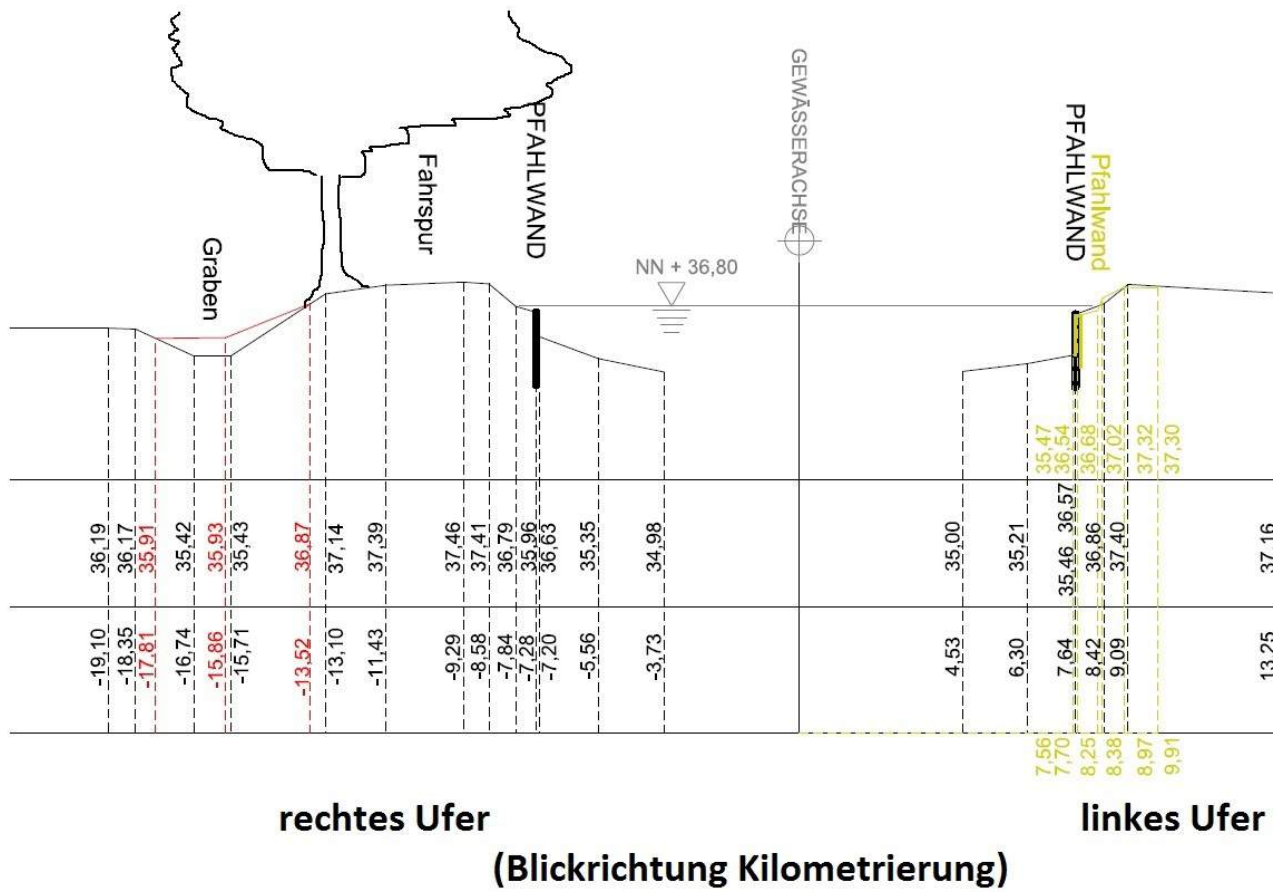 Graben
Fahrspur
PFAHLWAND
NN + 36,80
GEWÄSSERACHSE
PFAHLWAND
Pfahlwand
35,47 36,54 36,68 37,02 37,32 37,30
36,19 36,17 35,91 35,42 35,93 35,43 36,87 37,14 37,39 37,46 37,41 36,79 35,96 36,63 35,35 34,98 35,00 35,21 35,46 36,57 36,86 37,40 37,16
-19,10 -18,35 -17,81 -16,74 -15,86 -15,71 -13,52 -13,10 -11,43 -9,29 -8,58 -7,84 -7,28 -7,20 -5,56 -3,73 4,53 6,30 7,64 8,42 9,09 13,25
7,56 7,70 8,25 8,38 8,97 9,91
rechtes Ufer
linkes Ufer
(Blickrichtung Kilometrierung)